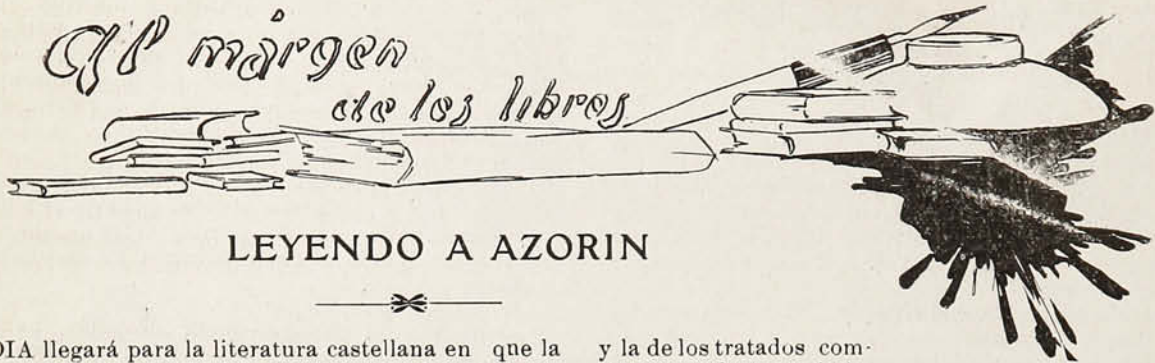 Al márgen
de los libros
LEYENDO A AZORIN
DIA llegará para la literatura castellana en que la
y la de los tratados com-